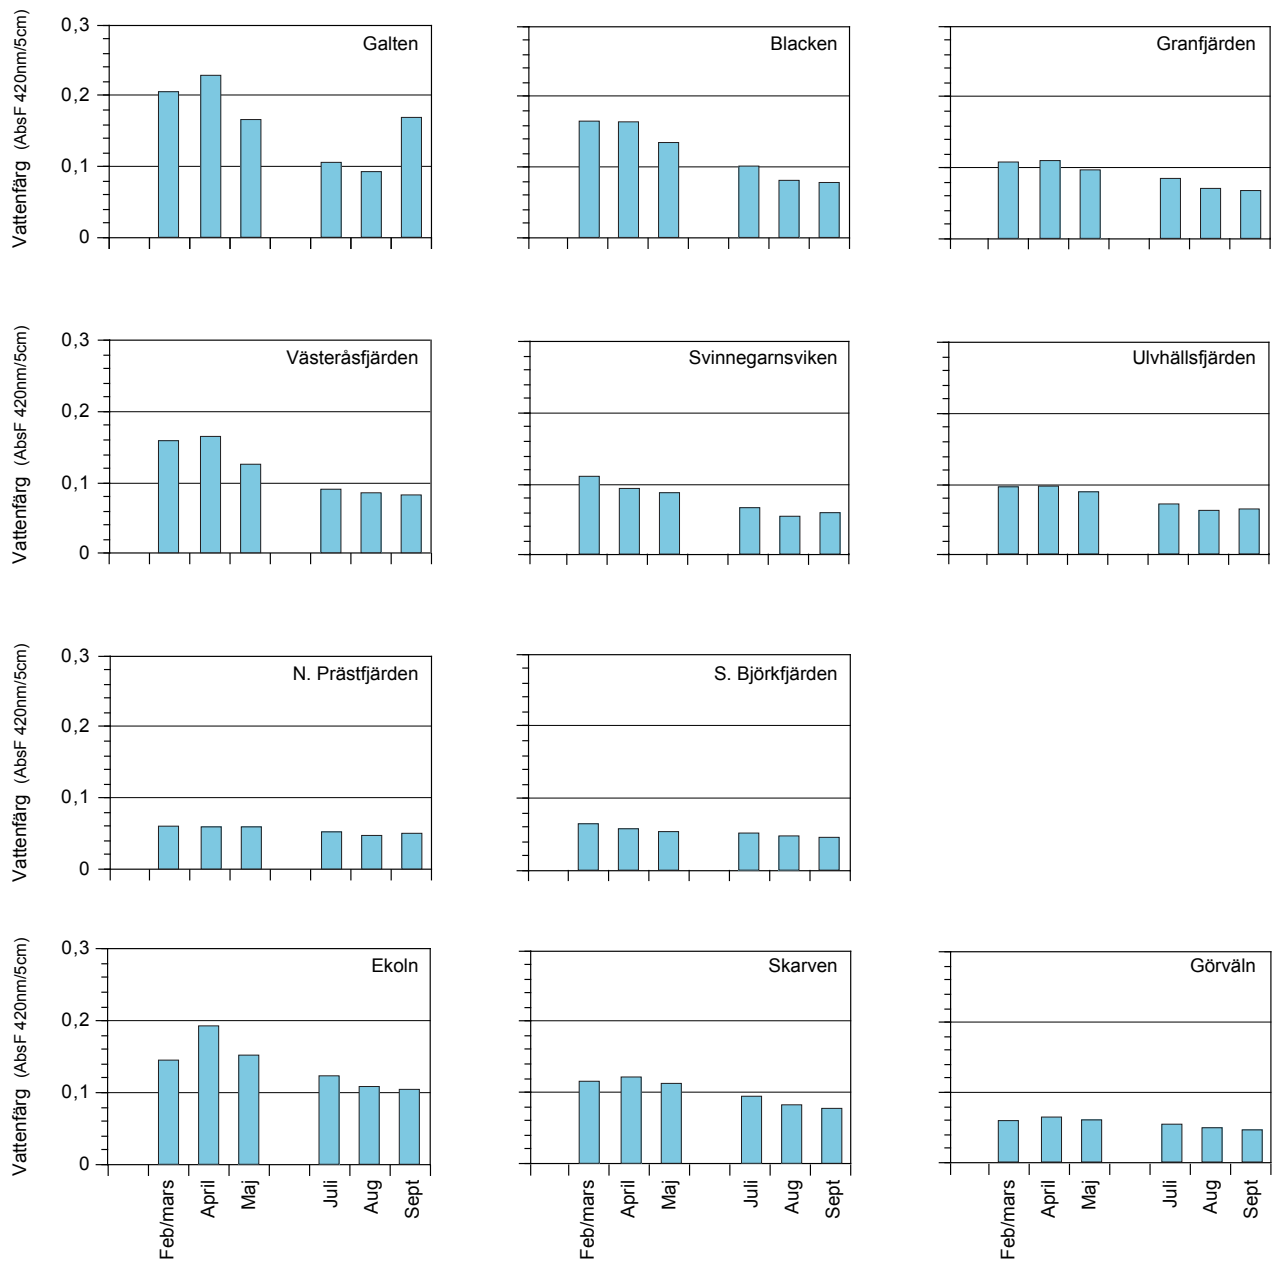 Vattenfärg (AbsF 420nm/5cm)
0,3
0,2
0,1
0
Galten
Blacken
Granfjärden
Vattenfärg (AbsF 420nm/5cm)
0,3
0,2
0,1
0
Västeråsfjärden
Svinnegarnsviken
Ulvhällsfjärden
Vattenfärg (AbsF 420nm/5cm)
0,3
0,2
0,1
0
N. Prästfjärden
S. Björkfjärden
Vattenfärg (AbsF 420nm/5cm)
0,3
0,2
0,1
0
Ekoln
Skarven
Görväln
Feb/mars
April
Maj
Juli
Aug
Sept
Feb/mars
April
Maj
Juli
Aug
Sept
Feb/mars
April
Maj
Juli
Aug
Sept